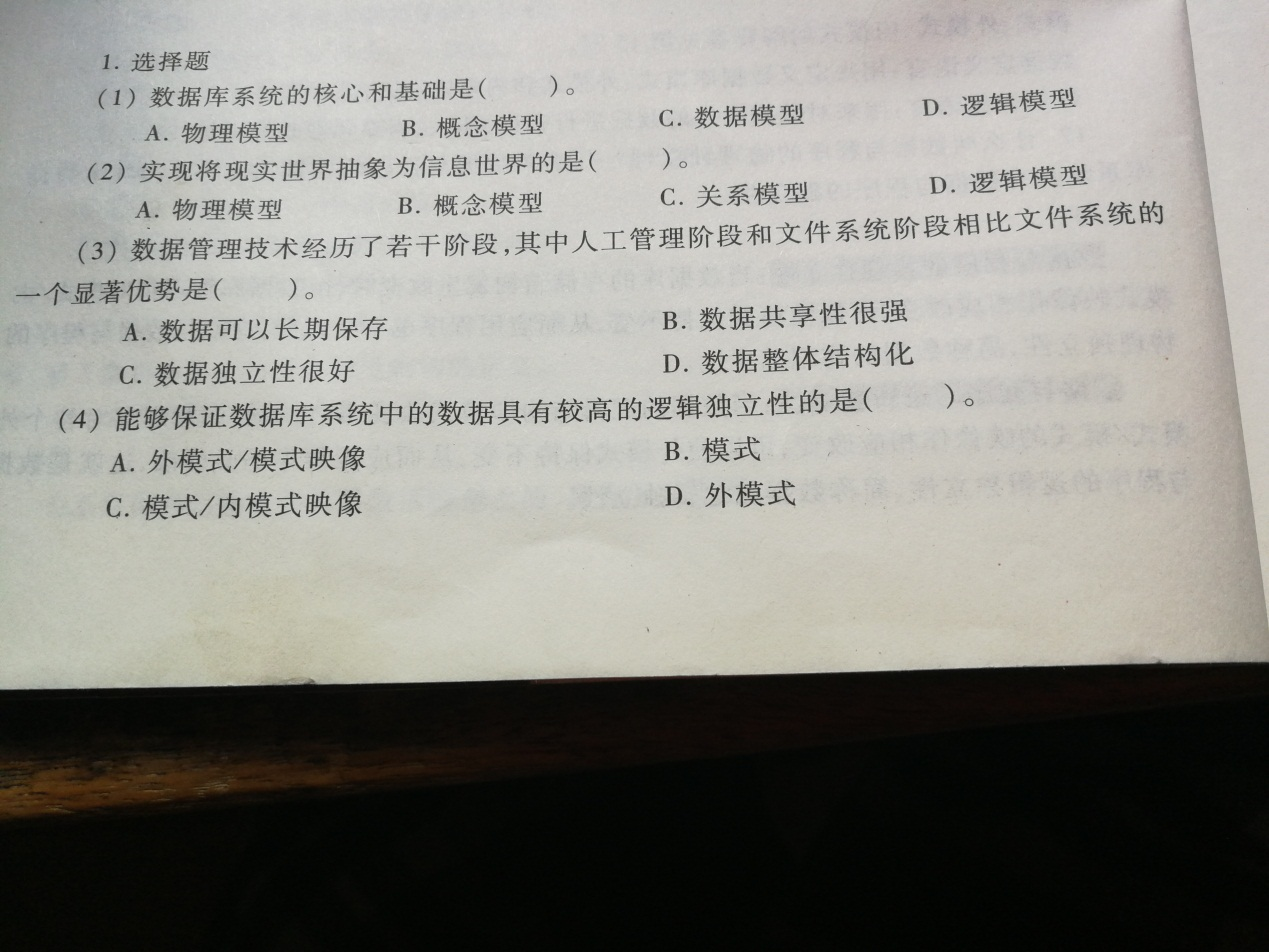 1. 选择题
(1) 数据库系统的核心和基础是(  )。
A. 物理模型  B. 概念模型  C. 数据模型  D. 逻辑模型
(2) 实现将现实世界抽象为信息世界的是(  )。
A. 物理模型  B. 概念模型  C. 关系模型  D. 逻辑模型
(3) 数据管理技术经历了若干阶段,其中人工管理阶段和文件系统阶段相比文件系统的
一个显著优势是(  )。
A. 数据可以长期保存  B. 数据共享性很强
C. 数据独立性很好  D. 数据整体结构化
(4) 能够保证数据库系统中的数据具有较高的逻辑独立性的是(  )。
A. 外模式/模式映像  B. 模式
C. 模式/内模式映像  D. 外模式